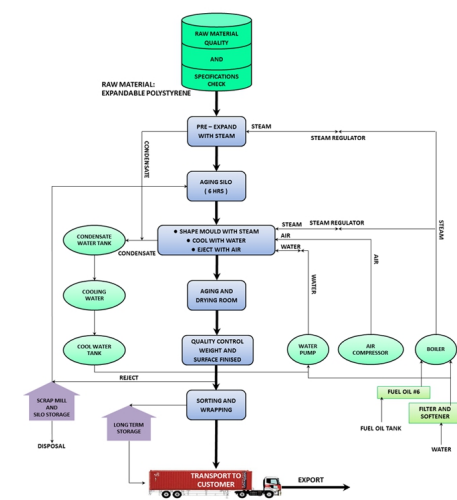 RAW MATERIAL
QUALITY
AND
SPECIFICATIONS
CHECK
RAW MATERIAL:
EXPANDABLE POLYSTYRENE
PRE – EXPAND
WITH STEAM
STEAM
STEAM REGULATOR
CONDENSATE
AGING SILO
( 6 HRS )
● SHAPE MOULD WITH STEAM
● COOL WITH WATER
● EJECT WITH AIR
STEAM
STEAM REGULATOR
AIR
WATER
STEAM
CONDENSATE
WATER TANK
CONDENSATE
AIR
WATER
COOLING
WATER
AGING AND
DRYING ROOM
COOL WATER
TANK
QUALITY CONTROL
WEIGHT AND
SURFACE FINISED
WATER
PUMP
AIR
COMPRESSOR
BOILER
REJECT
SCRAP MILL
AND
SILO STORAGE
SORTING AND
WRAPPING
FUEL OIL #6
FILTER AND
SOFTENER
LONG TERM
STORAGE
FUEL OIL TANK
DISPOSAL
WATER
TRANSPORT TO
CUSTOMER
EXPORT